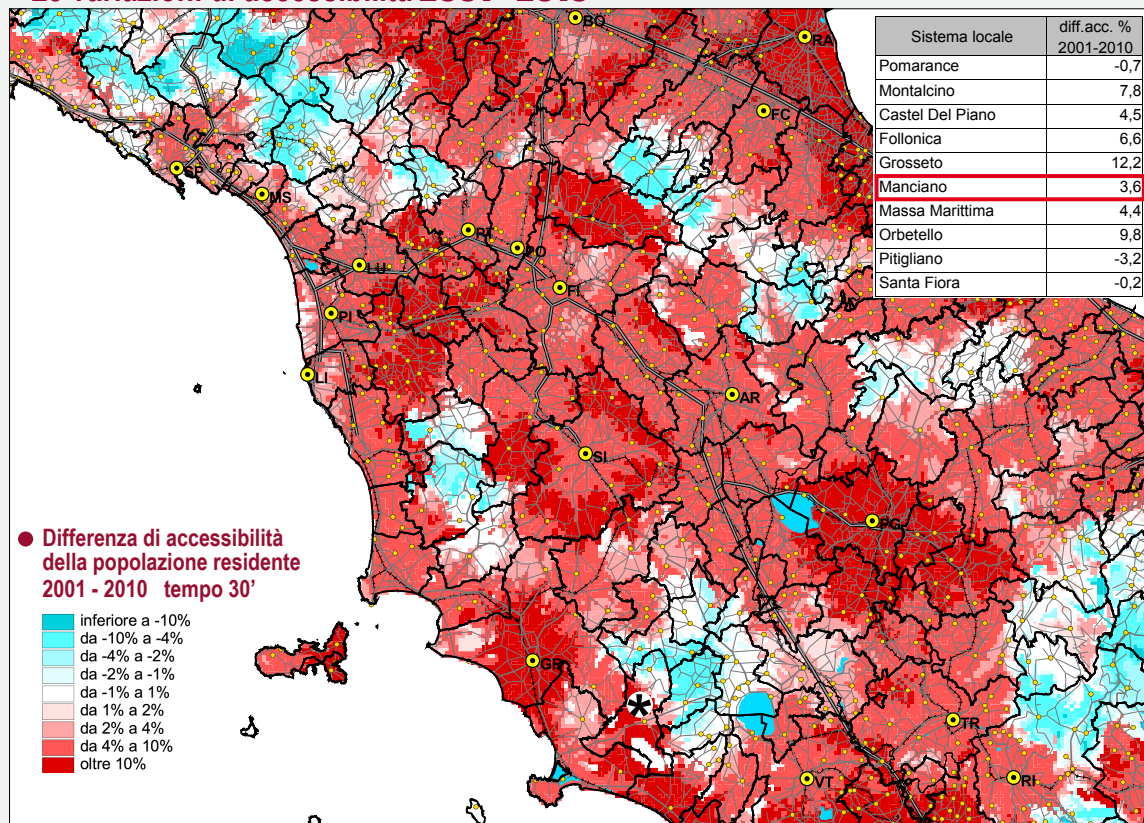 Sistema locale diff.acc. % 2001-2010
Pomarance -0,7
Montalcino 7,8
Castel Del Piano 4,5
Follonica 6,6
Grosseto 12,2
Manciano 3,6
Massa Marittima 4,4
Orbetello 9,8
Pitigliano -3,2
Santa Fiora -0,2
BO
RA
FC
SP
MS
PT
PO
LU
FI
PI
LI
AR
SI
PG
GR
TR
VT
RI
*
Differenza di accessibilità
della popolazione residente
2001 - 2010 tempo 30'
inferiore a -10%
da -10% a -4%
da -4% a -2%
da -2% a -1%
da -1% a 1%
da 1% a 2%
da 2% a 4%
da 4% a 10%
oltre 10%